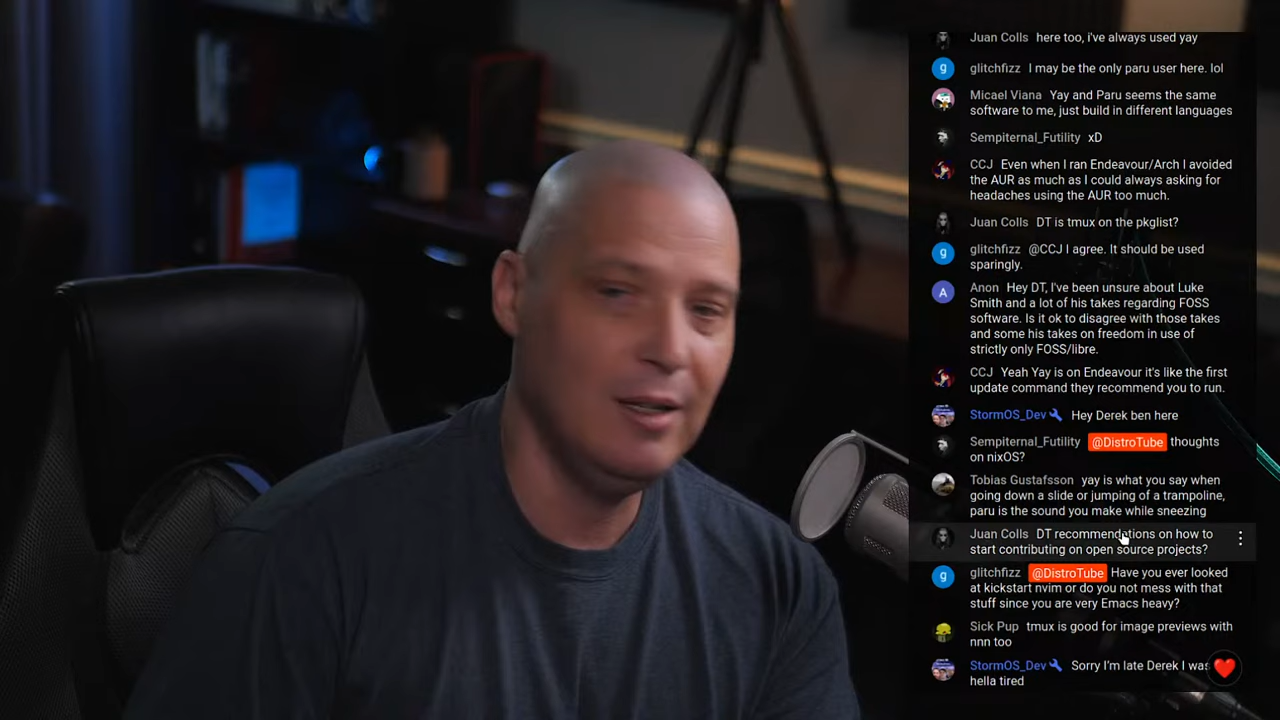 Juan Colls here too, i've always used yay
g
glitchfizz I may be the only paru user here. lol
Micael Viana Yay and Paru seems the
same software to me, just build in different languages
Sempiternal_Futility xD
CCJ Even when I ran Endeavour/Arch I avoided
the AUR as much as I could always asking for
headaches using the AUR too much.
Juan Colls DT is tmux on the pkglist?
g
glitchfizz @CCJ I agree. It should be used
sparingly.
A
Anon Hey DT, I've been unsure about Luke
Smith and a lot of his takes regarding FOSS
software. Is it ok to disagree with those takes
and some his takes on freedom in use of
strictly only FOSS/libre.
CCJ Yeah Yay is on Endeavour it's like the first
update command they recommend you to run.
StormOS_Dev Hey Derek ben here
Sempiternal_Futility @DistroTube thoughts
on nixOS?
Tobias Gustafsson yay is what you say when
going down a slide or jumping of a trampoline,
paru is the sound you make while sneezing
Juan Colls DT recommendations on how to
start contributing on open source projects?
g
glitchfizz @DistroTube Have you ever looked
at kickstart nvim or do you not mess with that
stuff since you are very Emacs heavy?
Sick Pup tmux is good for image previews with
nnn too
StormOS_Dev Sorry I'm late Derek I was
hella tired